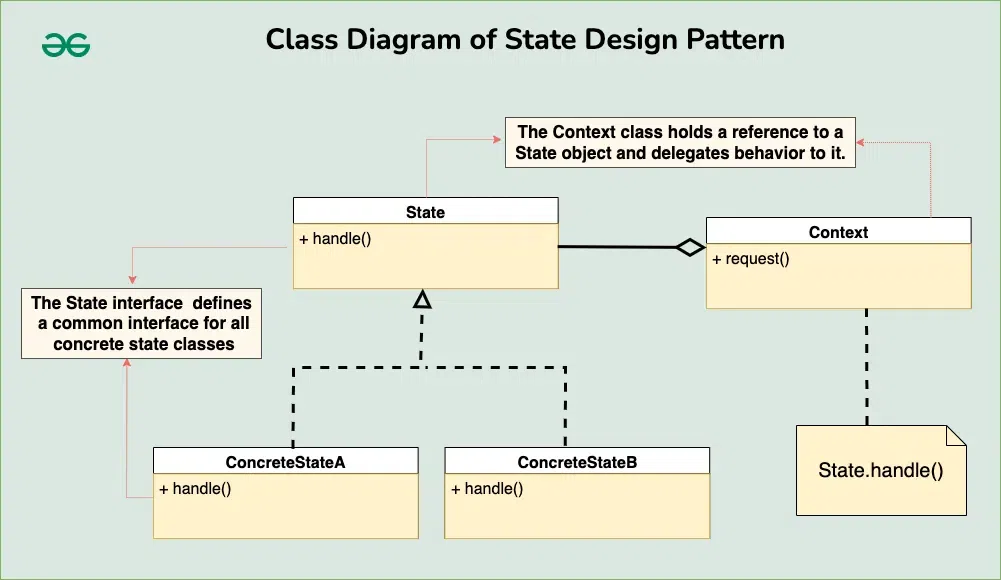 Class Diagram of State Design Pattern
The Context class holds a reference to a
State object and delegates behavior to it.
State
+ handle()
Context
+ request()
The State interface defines
a common interface for all
concrete state classes
ConcreteStateA
+ handle()
ConcreteStateB
+ handle()
State.handle()